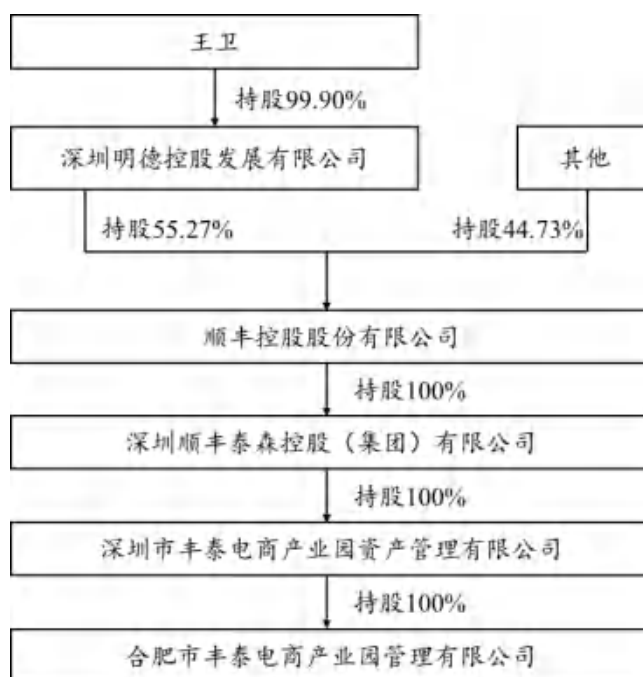 王卫
持股99.90%
深圳明德控股发展有限公司
其他
持股55.27%
持股44.73%
顺丰控股股份有限公司
持股100%
深圳顺丰泰森控股（集团）有限公司
持股100%
深圳市丰泰电商产业园资产管理有限公司
持股100%
合肥市丰泰电商产业园管理有限公司